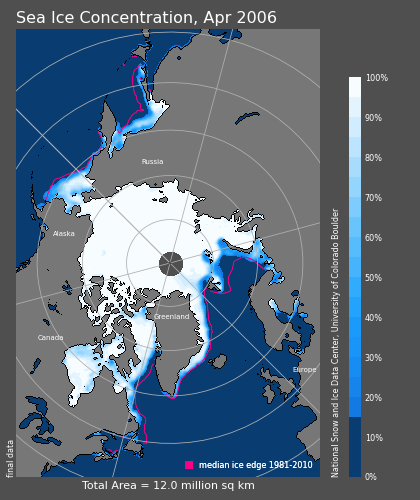 Sea Ice Concentration, Apr 2006
Russia
Alaska
Greenland
Canada
Europe
median ice edge 1981-2010
final data
Total Area = 12.0 million sq km
National Snow and Ice Data Center, University of Colorado Boulder
100%
90%
80%
70%
60%
50%
40%
30%
20%
10%
0%